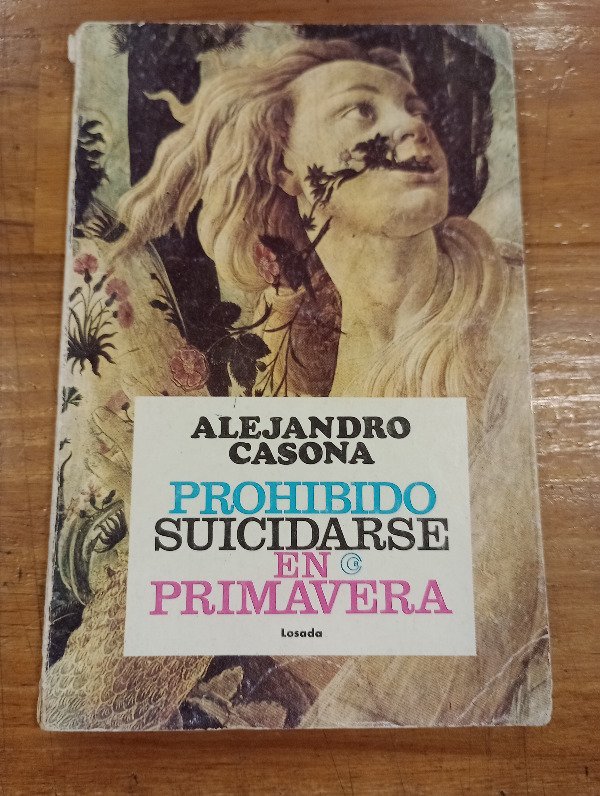 ALEJANDRO
CASONA
PROHIBIDO
SUICIDARSE
EN
PRIMAVERA
Losada